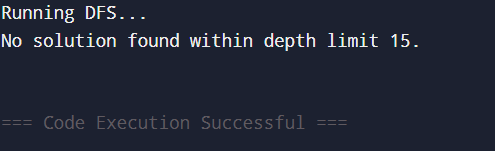 Running DFS...
No solution found within depth limit 15.
=== Code Execution Successful ===